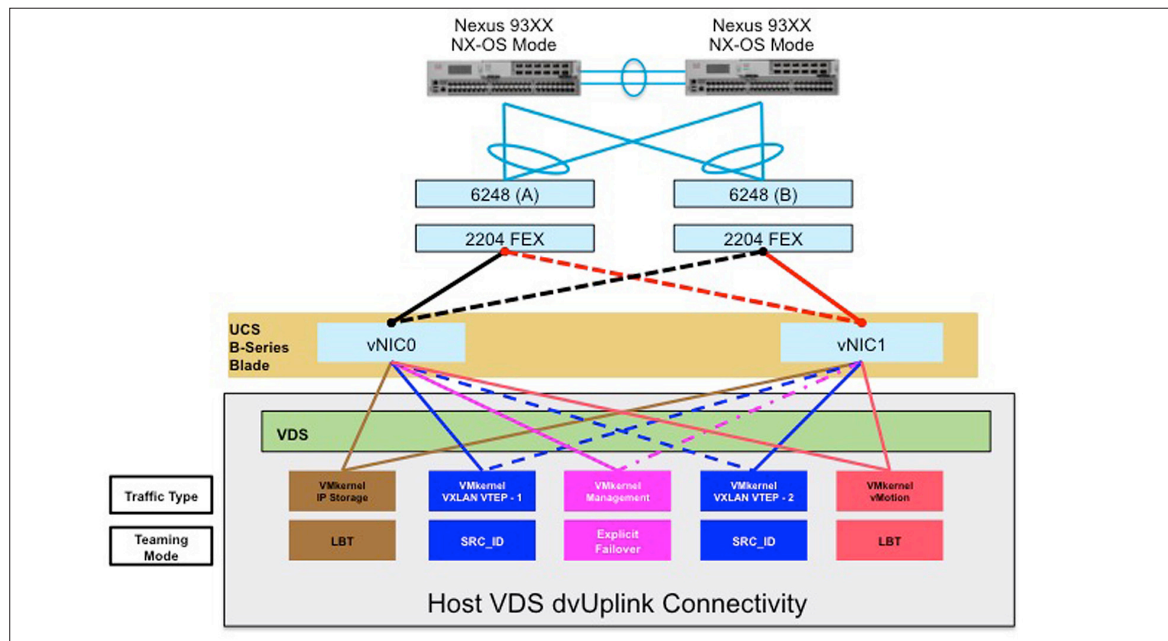 Nexus 93XX
NX-OS Mode
Nexus 93XX
NX-OS Mode
6248 (A)
6248 (B)
2204 FEX
2204 FEX
UCS
B-Series
Blade
vNIC0
vNIC1
VDS
Traffic Type
VMkernel
IP Storage
VMkernel
VXLAN VTEP - 1
VMkernel
Management
VMkernel
VXLAN VTEP - 2
VMkernel
vMotion
Teaming
Mode
LBT
SRC_ID
Explicit
Failover
SRC_ID
LBT
Host VDS dvUplink Connectivity